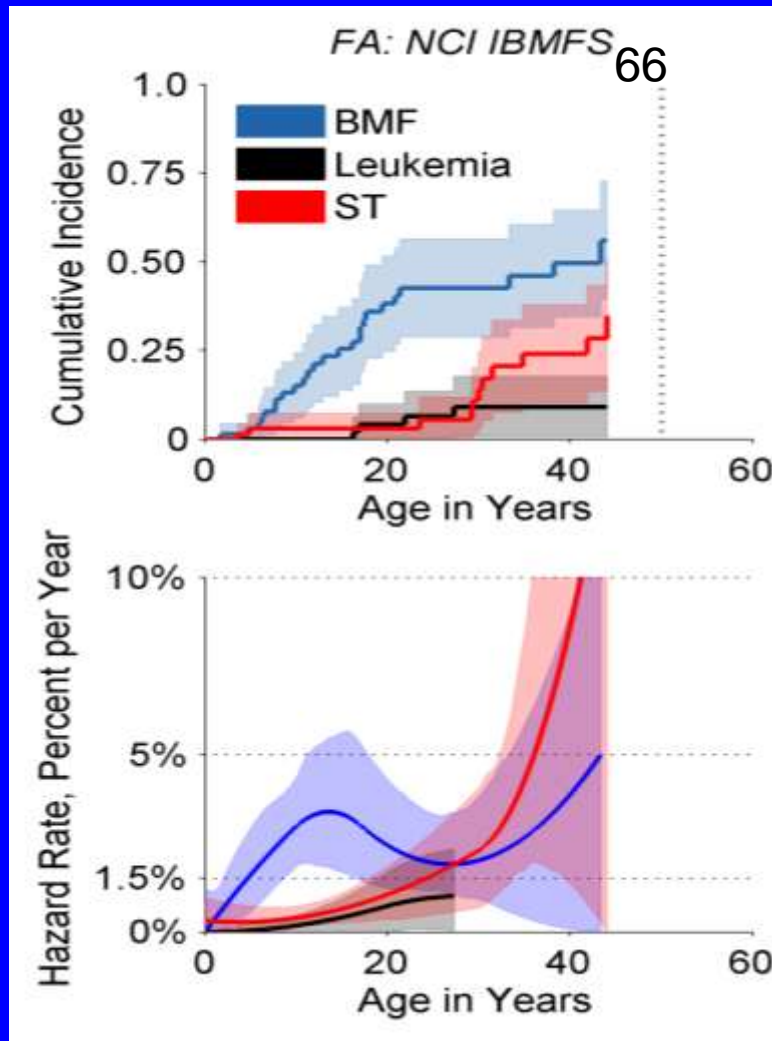 FA: NCI IBMFS
66
1.0
0.75
0.50
0.25
0
Cumulative Incidence
BMF
Leukemia
ST
0 20 40 60
Age in Years
10%
5%
1.5%
0%
Hazard Rate, Percent per Year
0 20 40 60
Age in Years